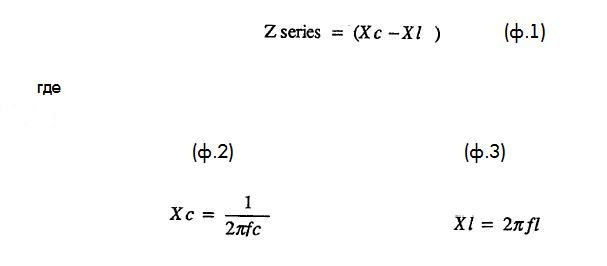 Z series = (Xc – Xl ) (ф.1)
где
(ф.2) (ф.3)
Xc = 1 / 2πfc
Xl = 2πfl